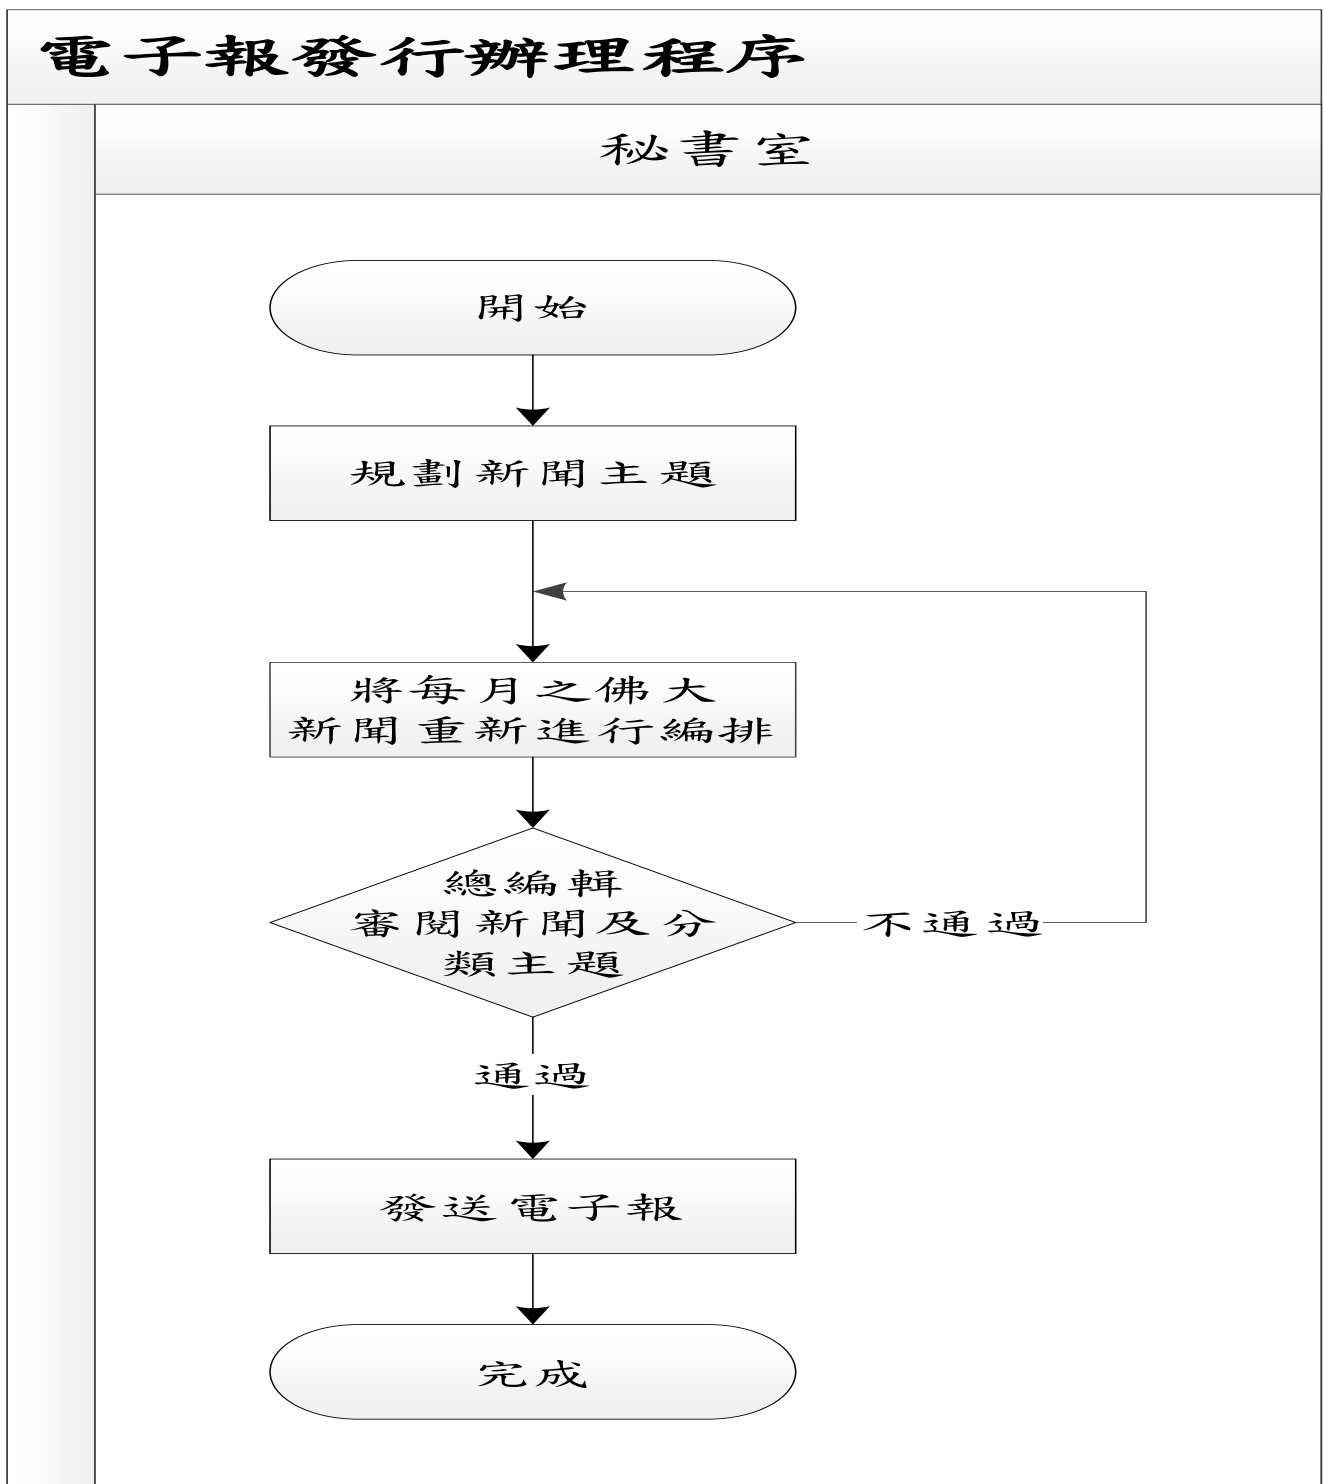 電子報發行辦理程序
秘書室
開始
規劃新聞主題
將每月之佛大
新聞重新進行編排
總編輯
審閱新聞及分
類主題
不通過
通過
發送電子報
完成